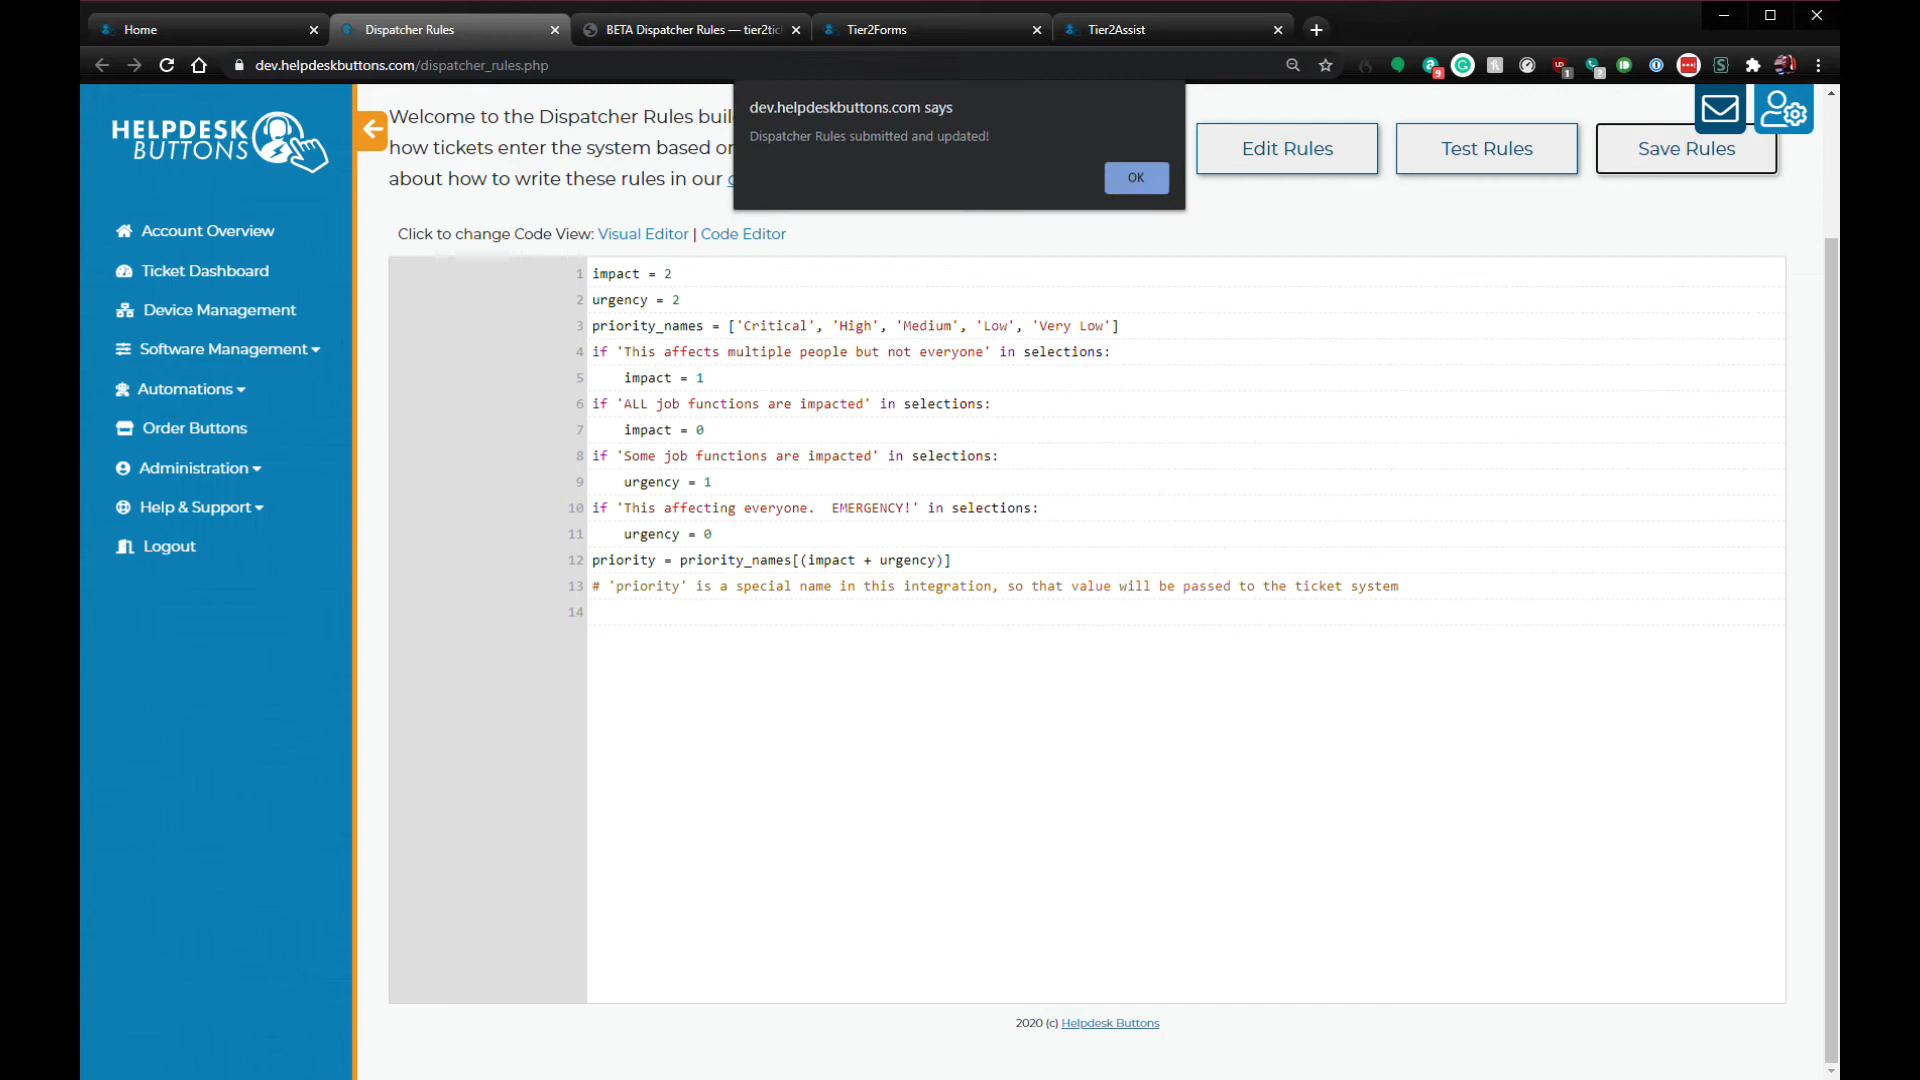 Home
Dispatcher Rules
BETA Dispatcher Rules — tier2tic
Tier2Forms
Tier2Assist
dev.helpdeskbuttons.com/dispatcher_rules.php
dev.helpdeskbuttons.com says
Dispatcher Rules submitted and updated!
OK
HELPDESK
BUTTONS
Account Overview
Ticket Dashboard
Device Management
Software Management
Automations
Order Buttons
Administration
Help & Support
Logout
Welcome to the Dispatcher Rules buil
how tickets enter the system based or
about how to write these rules in our
Edit Rules
Test Rules
Save Rules
Click to change Code View: Visual Editor | Code Editor
1 impact = 2
2 urgency = 2
3 priority_names = ['Critical', 'High', 'Medium', 'Low', 'Very Low']
4 if 'This affects multiple people but not everyone' in selections:
5 impact = 1
6 if 'ALL job functions are impacted' in selections:
7 impact = 0
8 if 'Some job functions are impacted' in selections:
9 urgency = 1
10 if 'This affecting everyone.  EMERGENCY!' in selections:
11 urgency = 0
12 priority = priority_names[(impact + urgency)]
13 # 'priority' is a special name in this integration, so that value will be passed to the ticket system
14
2020 (c) Helpdesk Buttons